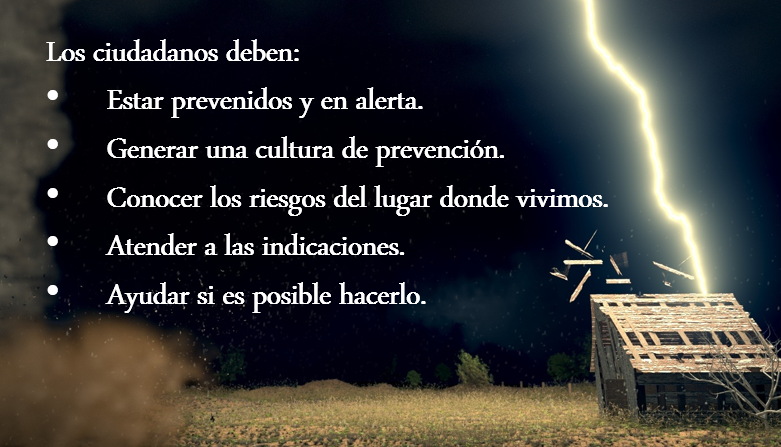 Los ciudadanos deben:
• Estar prevenidos y en alerta.
• Generar una cultura de prevención.
• Conocer los riesgos del lugar donde vivimos.
• Atender a las indicaciones.
• Ayudar si es posible hacerlo.